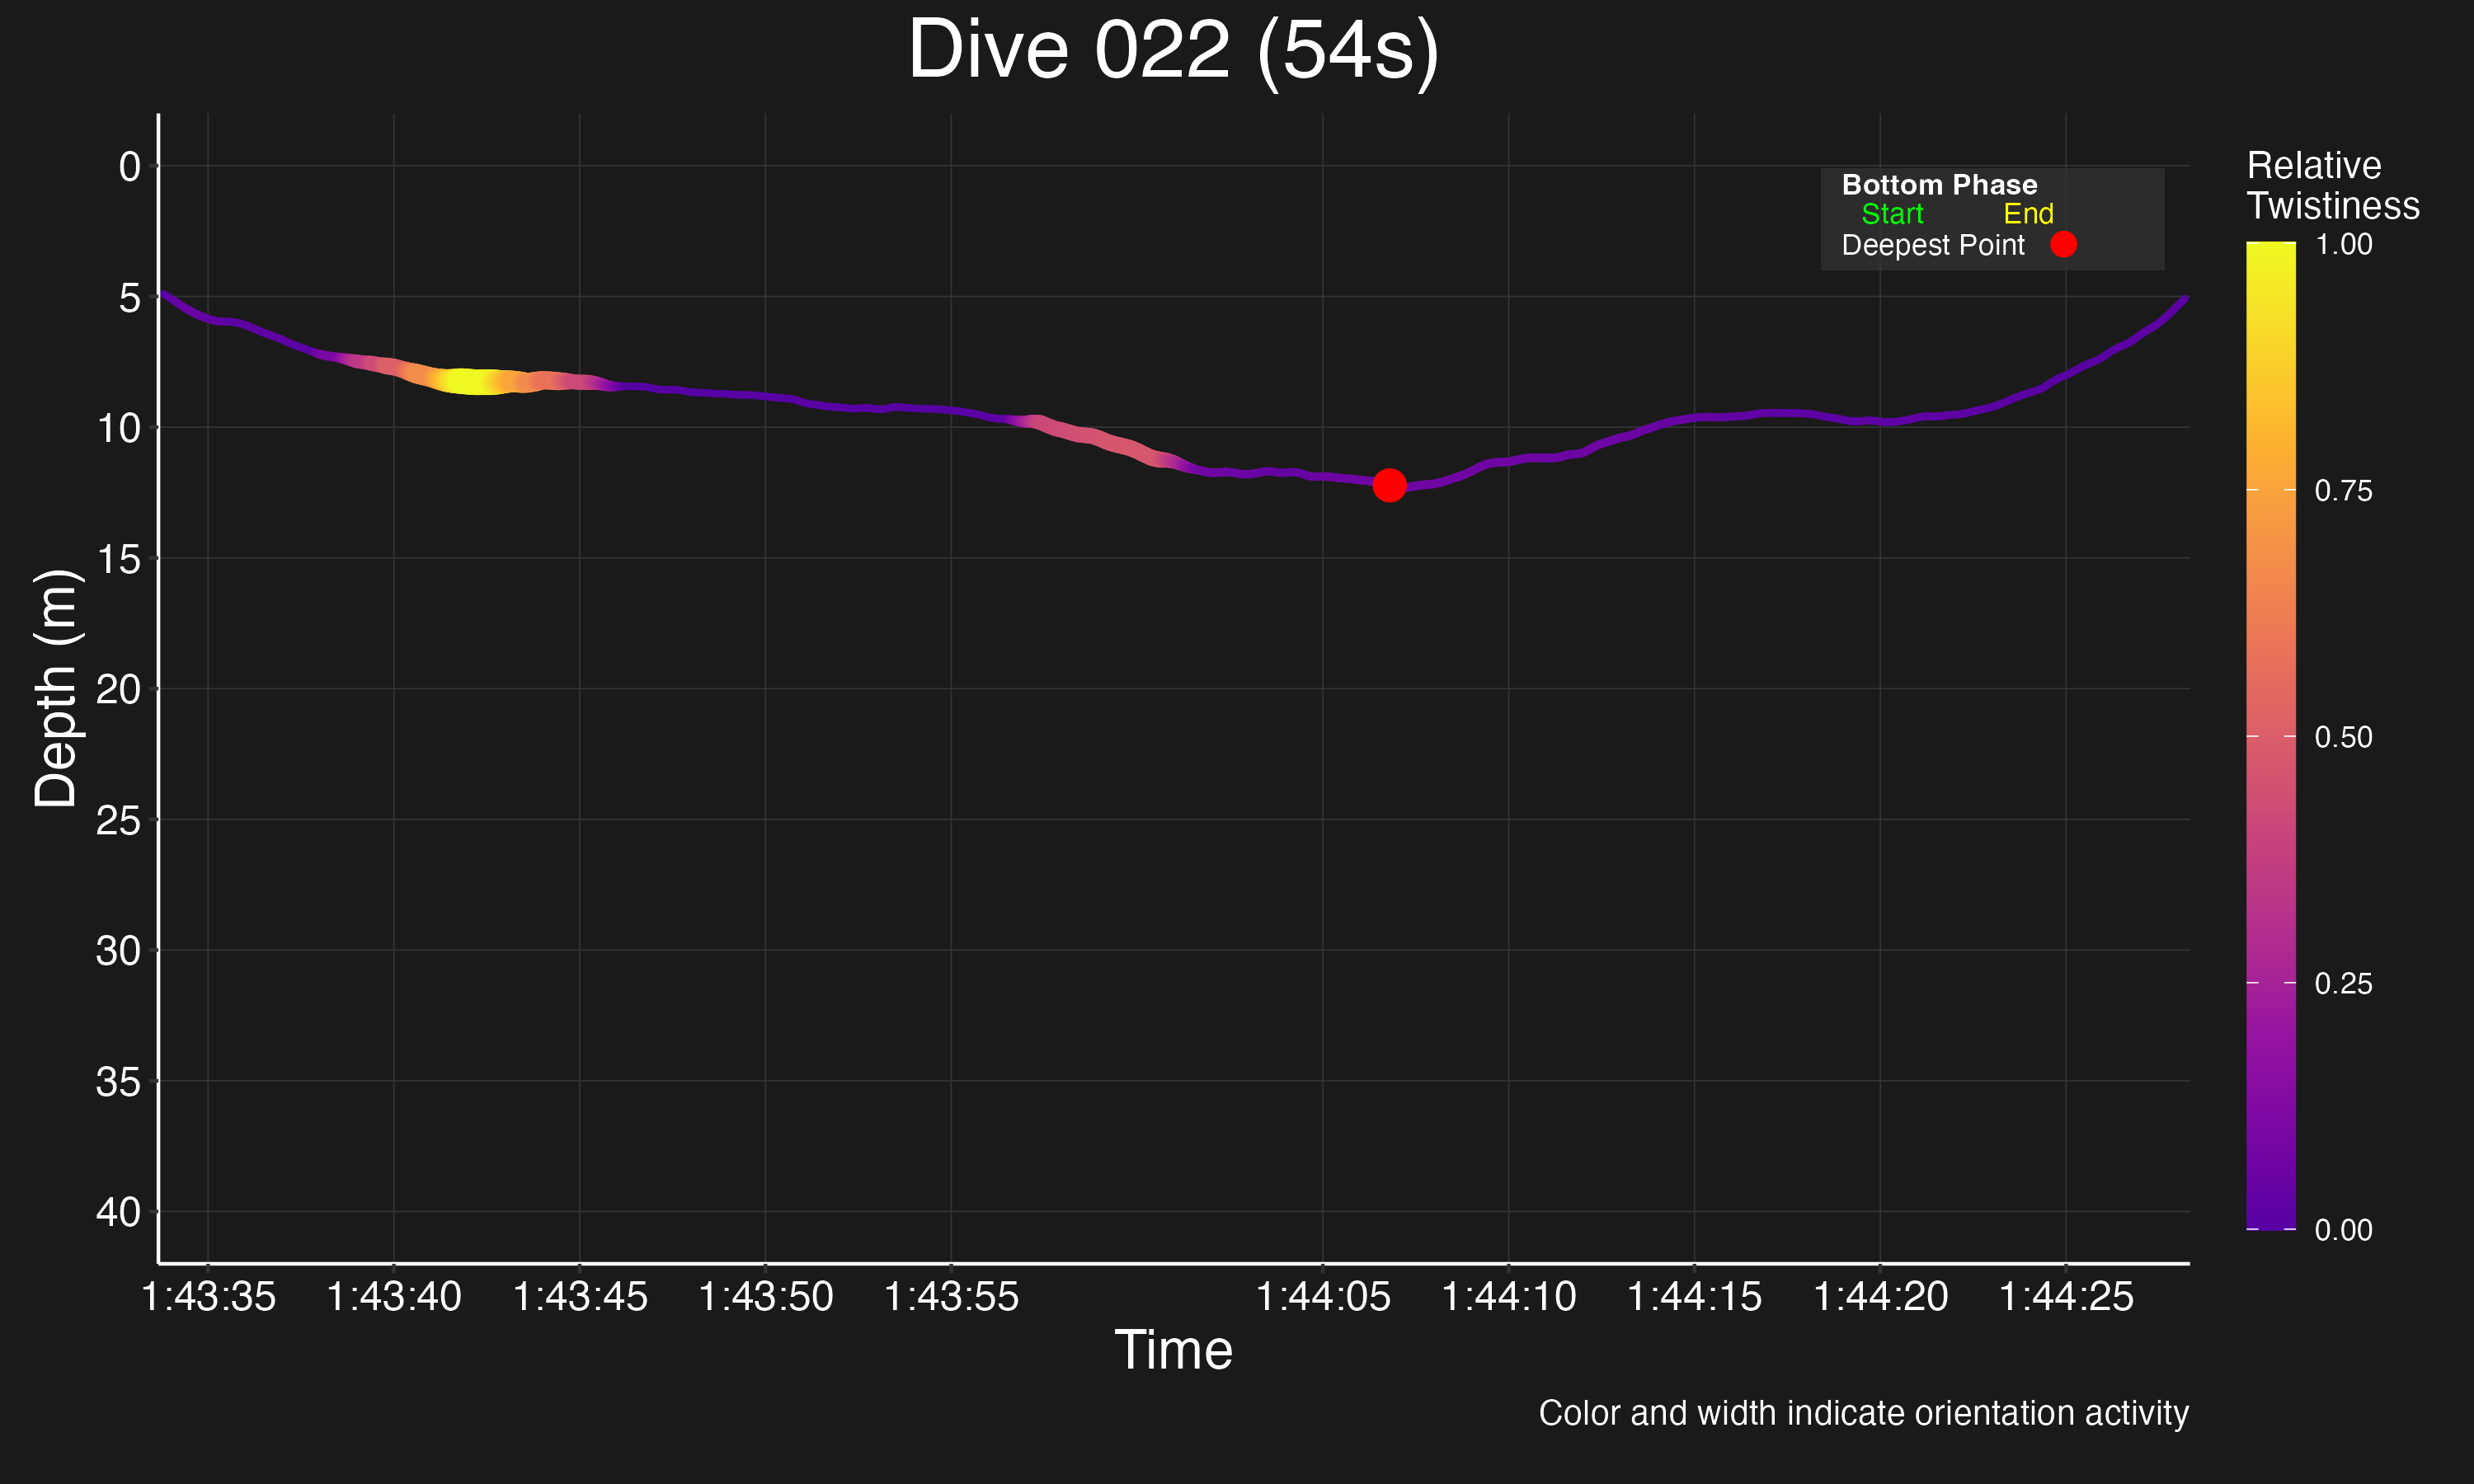 Dive 022 (54s)
Bottom Phase
Start End
Deepest Point
Relative
Twistiness
1.00
0.75
0.50
0.25
0.00
Depth (m)
0
5
10
15
20
25
30
35
40
1:43:35 1:43:40 1:43:45 1:43:50 1:43:55 1:44:05 1:44:10 1:44:15 1:44:20 1:44:25
Time
Color and width indicate orientation activity